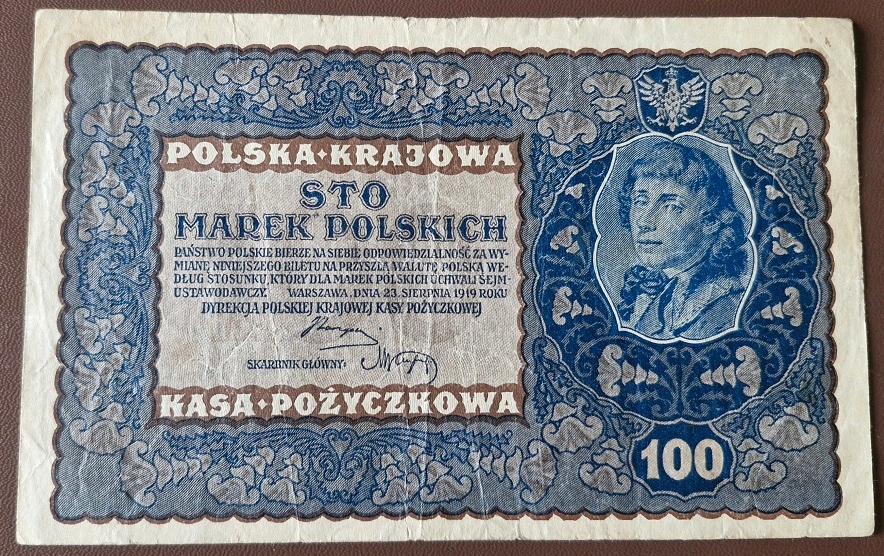 POLSKA·KRAJOWA
STO
MAREK POLSKICH
PAŃSTWO POLSKIE BIERZE NA SIEBIE ODPOWIEDZIALNOŚĆ ZA WY-
MIANĘ NINIEJSZEGO BILETU NA PRZYSZŁĄ WALUTĘ POLSKĄ WE-
DŁUG STOSUNKU, KTÓRY DLA MAREK POLSKICH UCHWALI SEJM-
USTAWODAWCZY. WARSZAWA, DNIA 23. SIERPNIA 1919 ROKU
DYREKCJA POLSKIEJ KRAJOWEJ KASY POŻYCZKOWEJ
SKARBNIK GŁÓWNY:
KASA·POŻYCZKOWA
100